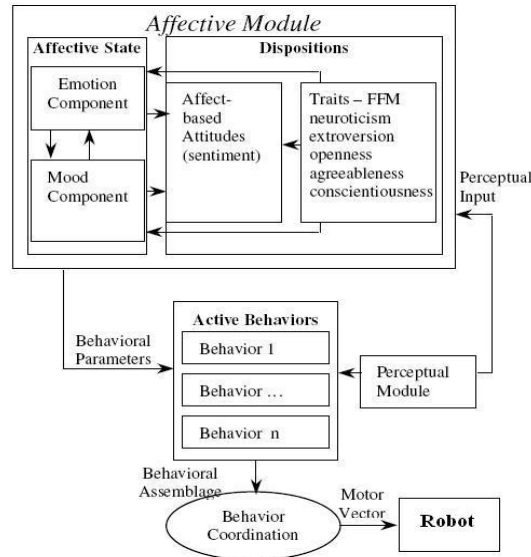 Affective Module
Affective State
Dispositions
Emotion
Component
Mood
Component
Affect-
based
Attitudes
(sentiment)
Traits – FFM
neuroticism
extroversion
openness
agreeableness
conscientiousness
Perceptual
Input
Behavioral
Parameters
Active Behaviors
Behavior 1
Behavior …
Behavior n
Perceptual
Module
Behavioral
Assemblage
Behavior
Coordination
Motor
Vector
Robot